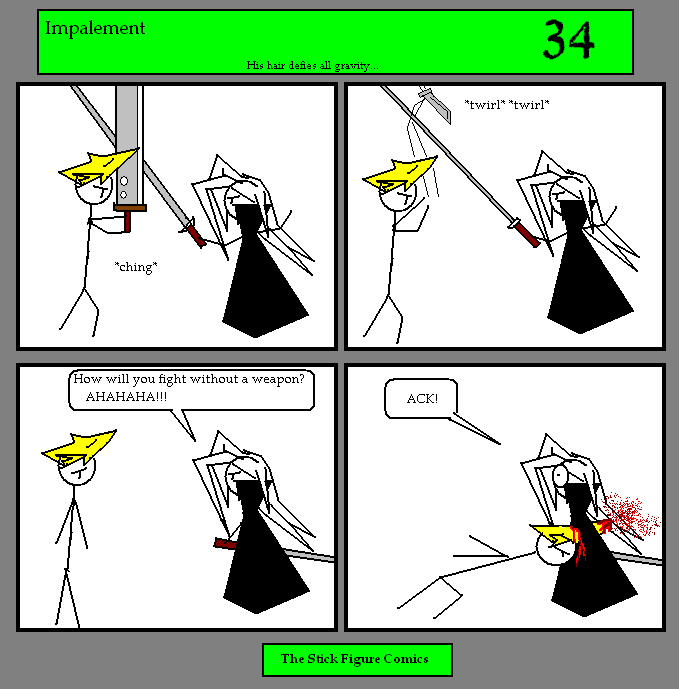 Impalement
34
His hair defies all gravity...
*ching*
*twirl* *twirl*
How will you fight without a weapon?
AHAHAHA!!!
ACK!
The Stick Figure Comics